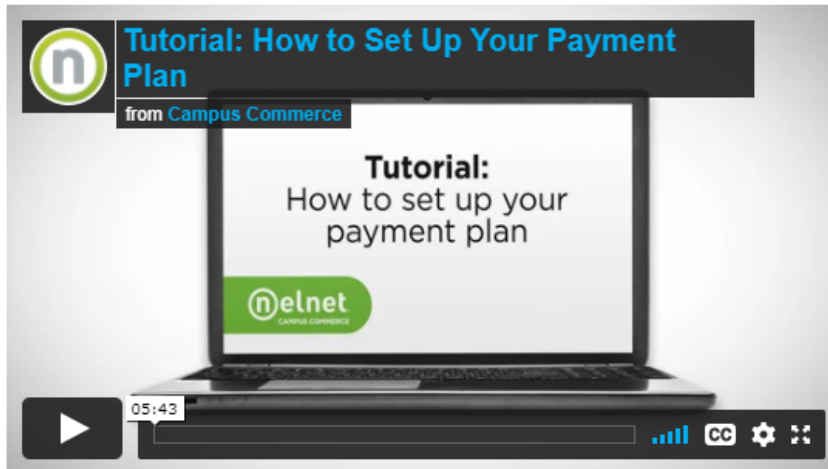 n
Tutorial: How to Set Up Your Payment
Plan
from Campus Commerce
Tutorial:
How to set up your
payment plan
nelnet
CAMPUS COMMERCE
05:43
CC